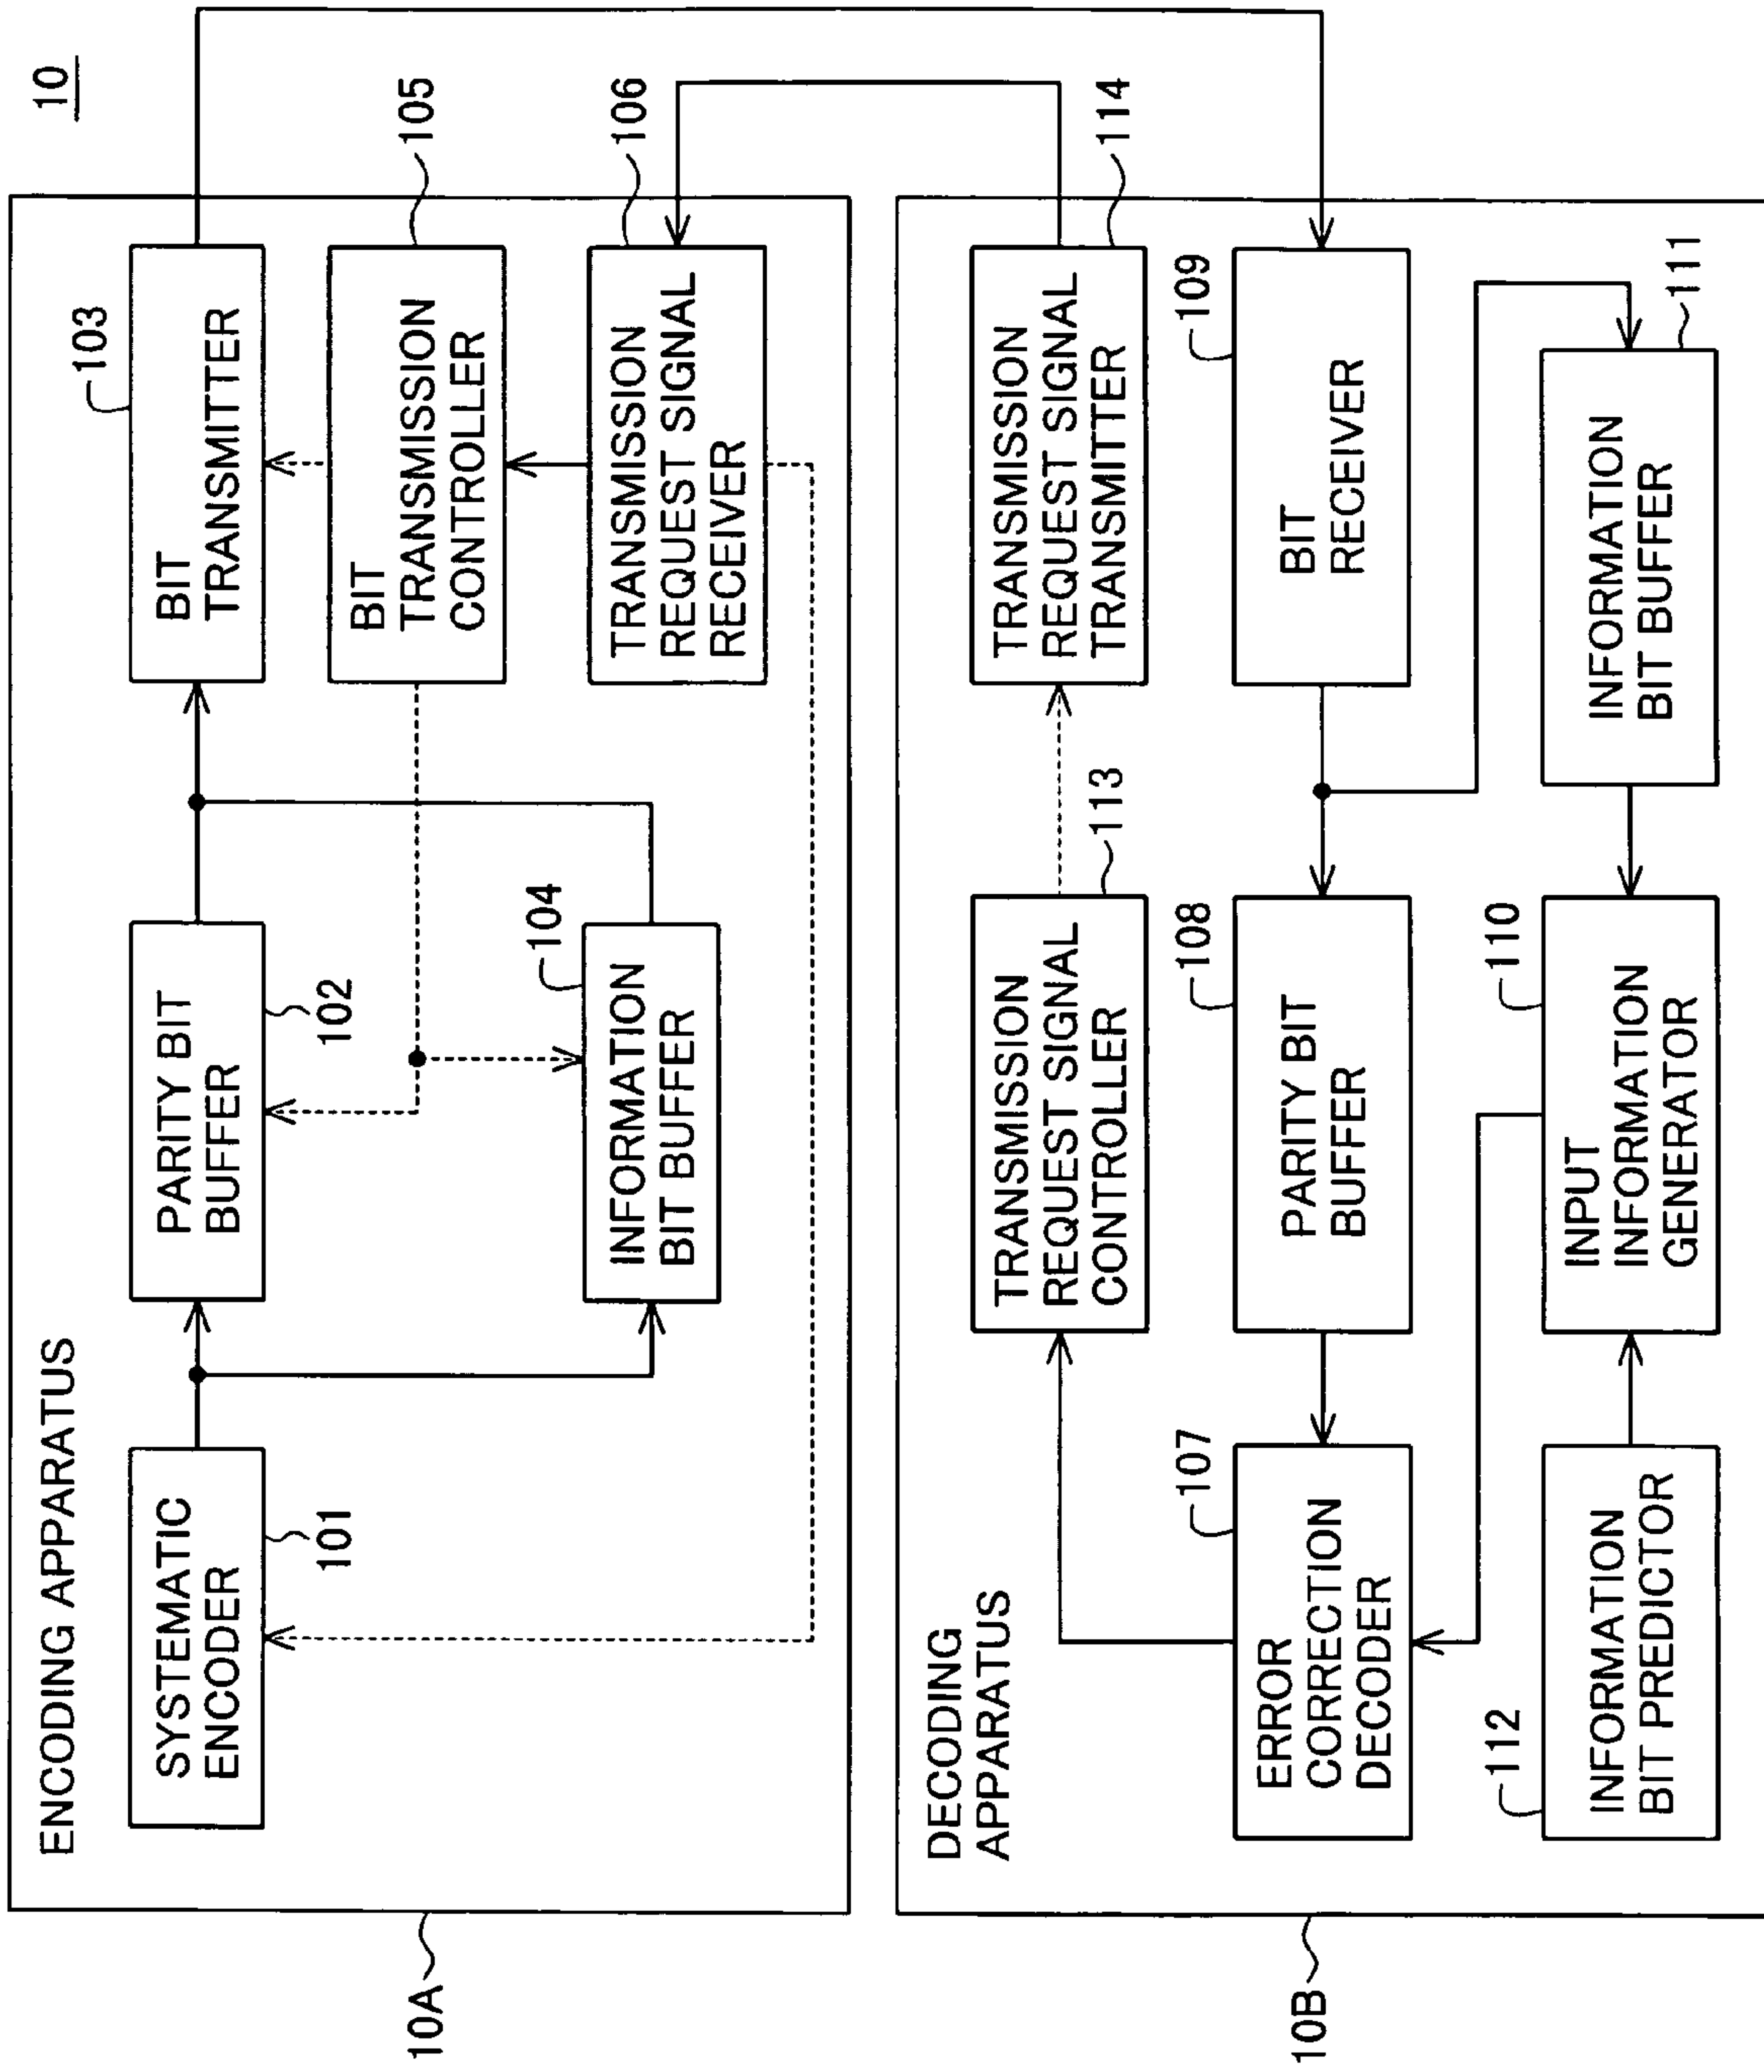 10
ENCODING APPARATUS
10A
SYSTEMATIC
ENCODER
101
PARITY BIT
BUFFER
102
BIT
TRANSMITTER
103
INFORMATION
BIT BUFFER
104
BIT
TRANSMISSION
CONTROLLER
105
TRANSMISSION
REQUEST SIGNAL
RECEIVER
106
DECODING
APPARATUS
10B
TRANSMISSION
REQUEST SIGNAL
CONTROLLER
113
TRANSMISSION
REQUEST SIGNAL
TRANSMITTER
114
ERROR
CORRECTION
DECODER
107
PARITY BIT
BUFFER
108
BIT
RECEIVER
109
INFORMATION
BIT PREDICTOR
112
INPUT
INFORMATION
GENERATOR
110
INFORMATION
BIT BUFFER
111